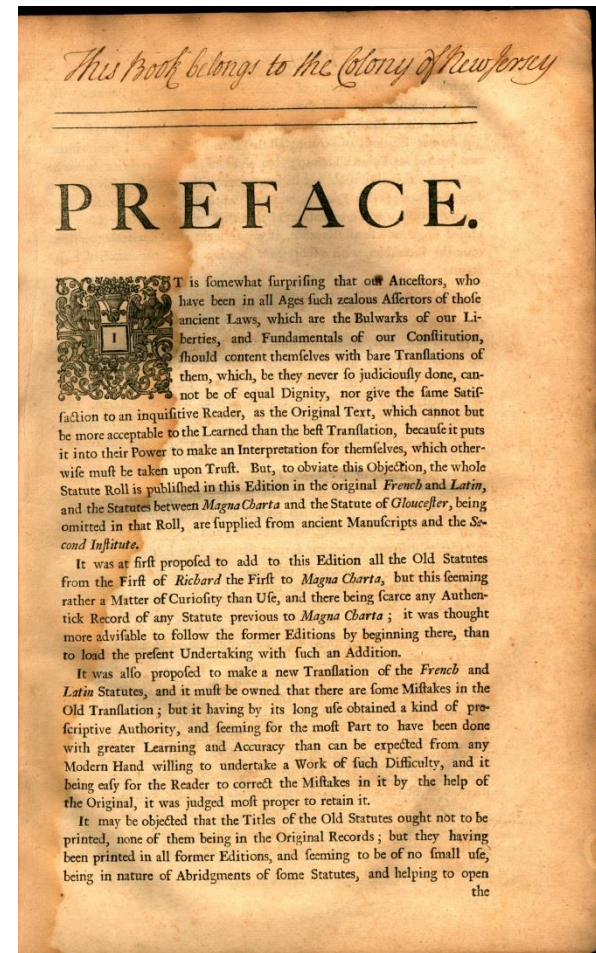 This Book belongs to the Colony of New Jersey
PREFACE.
IT is ſomewhat ſurpriſing that our Anceſtors, who
have been in all Ages ſuch zealous Aſſertors of thoſe
ancient Laws, which are the Bulwarks of our Li-
berties, and Fundamentals of our Conſtitution,
ſhould content themſelves with bare Tranſlations of
them, which, be they never ſo judiciouſly done, can-
not be of equal Dignity, nor give the ſame Satiſ-
faction to an inquiſitive Reader, as the Original Text, which cannot but
be more acceptable to the Learned than the beſt Tranſlation, becauſe it puts
it into their Power to make an Interpretation for themſelves, which other-
wiſe muſt be taken upon Truſt. But, to obviate this Objection, the whole
Statute Roll is publiſhed in this Edition in the original French and Latin,
and the Statutes between Magna Charta and the Statute of Glouceſter, being
omitted in that Roll, are ſupplied from ancient Manuſcripts and the Se-
cond Inſtitute.
It was at firſt propoſed to add to this Edition all the Old Statutes
from the Firſt of Richard the Firſt to Magna Charta, but this ſeeming
rather a Matter of Curioſity than Uſe, and there being ſcarce any Authen-
tick Record of any Statute previous to Magna Charta; it was thought
more adviſable to follow the former Editions by beginning there, than
to load the preſent Undertaking with ſuch an Addition.
It was alſo propoſed to make a new Tranſlation of the French and
Latin Statutes, and it muſt be owned that there are ſome Miſtakes in the
Old Tranſlation; but it having by its long uſe obtained a kind of pre-
ſcriptive Authority, and ſeeming for the moſt Part to have been done
with greater Learning and Accuracy than can be expected from any
Modern Hand willing to undertake a Work of ſuch Difficulty, and it
being eaſy for the Reader to correct the Miſtakes in it by the help of
the Original, it was judged moſt proper to retain it.
It may be objected that the Titles of the Old Statutes ought not to be
printed, none of them being in the Original Records; but they having
been printed in all former Editions, and ſeeming to be of no ſmall uſe,
being in nature of Abridgments of ſome Statutes, and helping to open
the